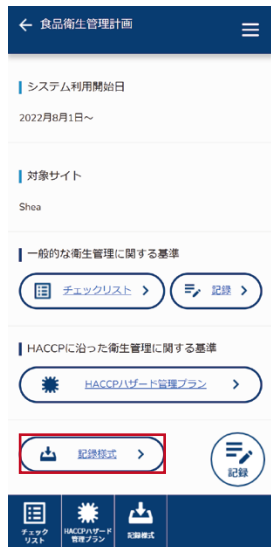 食品衛生管理計画
システム利用開始日
2022月8月1日～
対象サイト
Shea
一般的な衛生管理に関する基準
チェックリスト
記録
HACCPに沿った衛生管理に関する基準
HACCPハザード管理プラン
記録様式
記録
チェック
リスト
HACCPハザード
管理プラン
記録様式